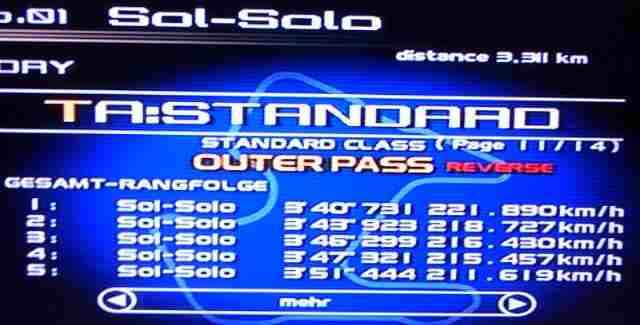 o.01 Sol-Solo
distance 3.311 km
DAY
TA:STANDARD
STANDARD CLASS (Page 11/14)
OUTER PASS REVERSE
GESAMT-RANGFOLGE
1: Sol-Solo 3'40"731 221.890km/h
2: Sol-Solo 3'43"923 218.727km/h
3: Sol-Solo 3'46"299 216.430km/h
4: Sol-Solo 3'47"321 215.457km/h
5: Sol-Solo 3'51"444 211.619km/h
mehr